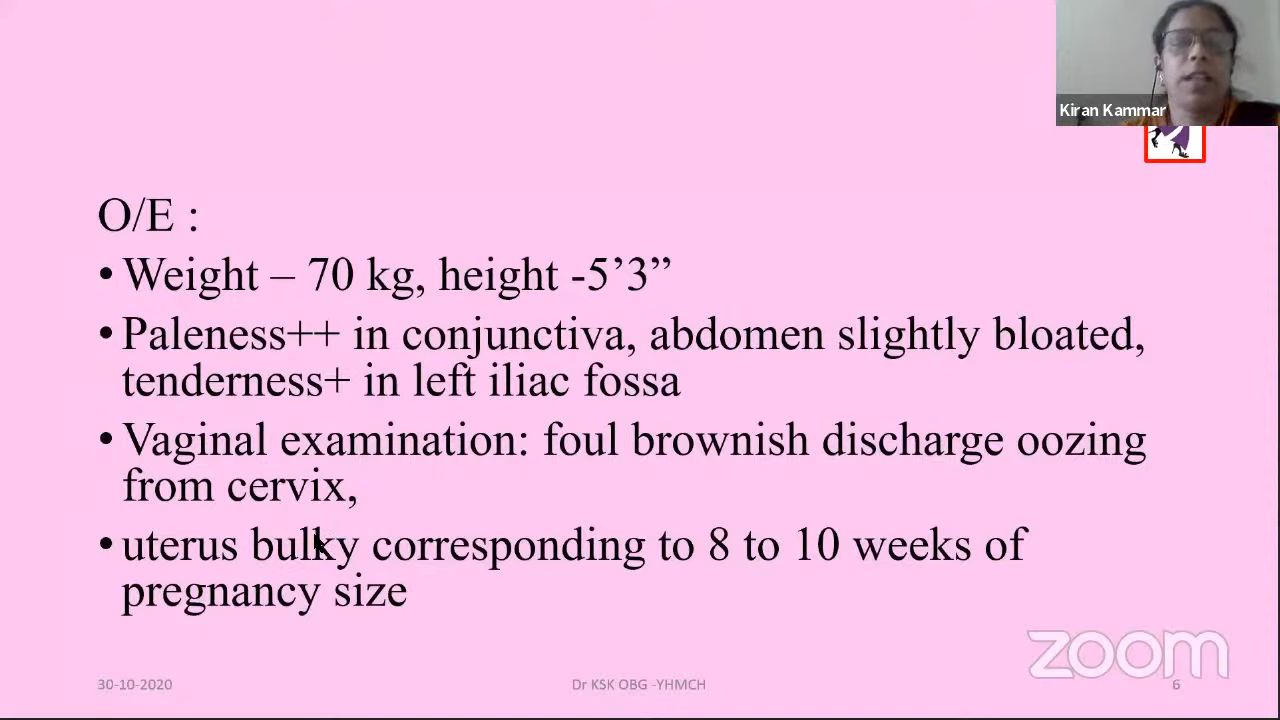 Kiran Kammar
O/E :
• Weight – 70 kg, height -5’3”
• Paleness++ in conjunctiva, abdomen slightly bloated,
tenderness+ in left iliac fossa
• Vaginal examination: foul brownish discharge oozing
from cervix,
• uterus bulky corresponding to 8 to 10 weeks of
pregnancy size
zoom
30-10-2020
Dr KSK OBG -YHMCH
6